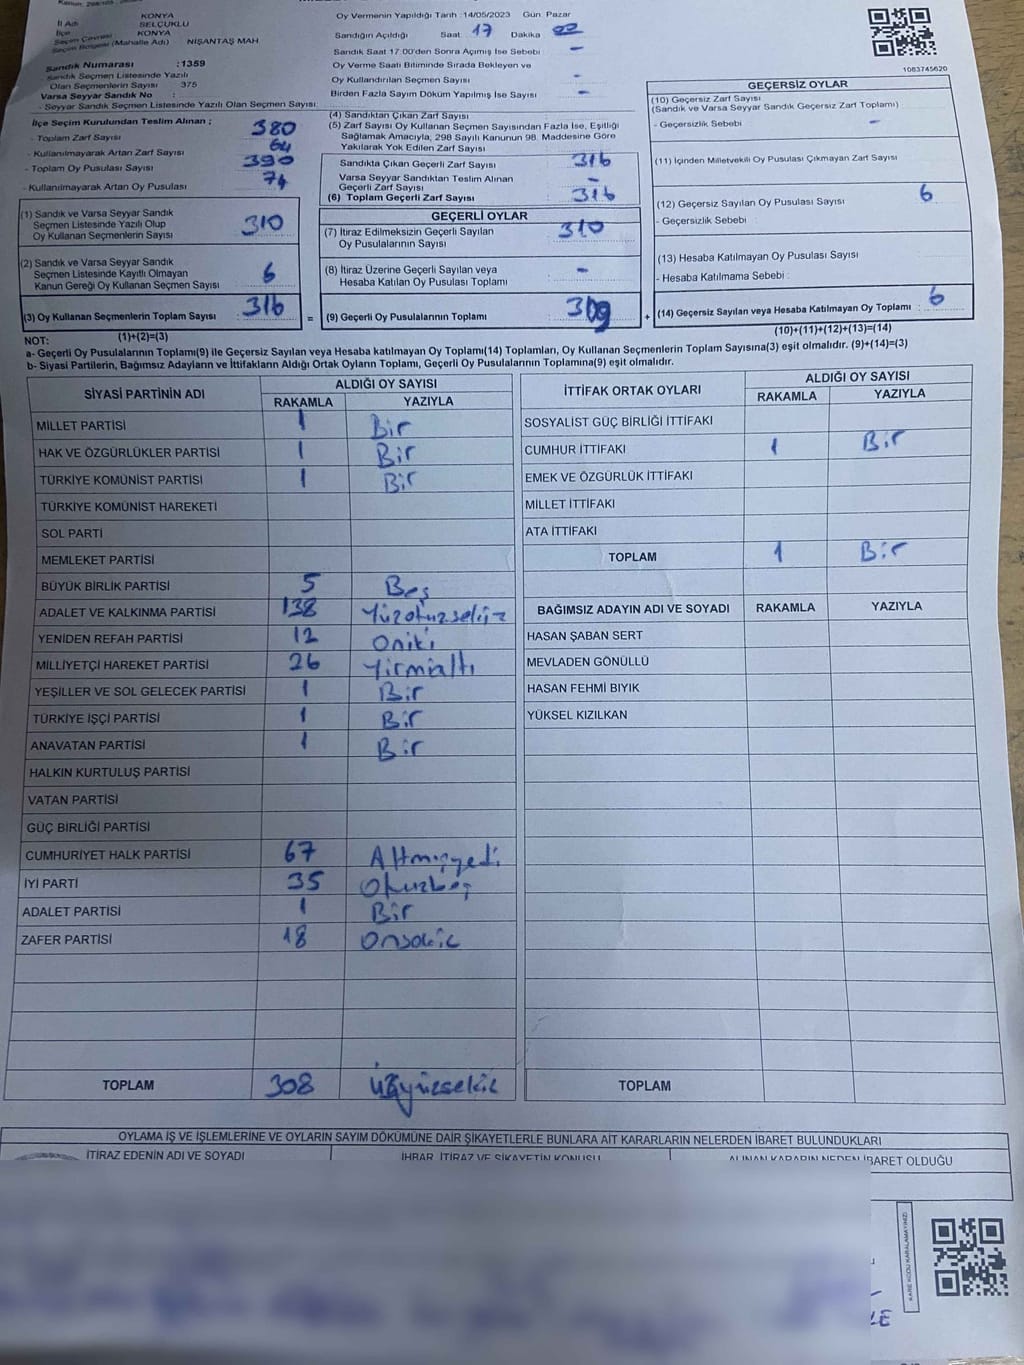 İl Adı KONYA
İlçe SELÇUKLU
Seçim Çevresi KONYA
Seçim Bölgesi (Mahalle Adı) NİŞANTAŞ MAH
Sandık Numarası :1359
Sandık Seçmen Listesinde Yazılı
Olan Seçmenlerin Sayısı : 375
Varsa Seyyar Sandık No :
- Seyyar Sandık Seçmen Listesinde Yazılı Olan Seçmen Sayısı:
Oy Vermenin Yapıldığı Tarih :14/05/2023 Gün: Pazar
Sandığın Açıldığı Saat 17 Dakika 22
Sandık Saat 17:00'den Sonra Açmış İse Sebebi -
Oy Verme Saati Bitiminde Sırada Bekleyen ve
Oy Kullandırılan Seçmen Sayısı -
Birden Fazla Sayım Döküm Yapılmış İse Sayısı -
1083745620
İlçe Seçim Kurulundan Teslim Alınan ;
- Toplam Zarf Sayısı 380
- Kullanılmayarak Artan Zarf Sayısı 64
- Toplam Oy Pusulası Sayısı 390
- Kullanılmayarak Artan Oy Pusulası 74
(1) Sandık ve Varsa Seyyar Sandık
Seçmen Listesinde Yazılı Olup
Oy Kullanan Seçmenlerin Sayısı 310
(2) Sandık ve Varsa Seyyar Sandık
Seçmen Listesinde Kayıtlı Olmayan
Kanun Gereği Oy Kullanan Seçmen Sayısı 6
(3) Oy Kullanan Seçmenlerin Toplam Sayısı 316
(4) Sandıktan Çıkan Zarf Sayısı
(5) Zarf Sayısı Oy Kullanan Seçmen Sayısından Fazla İse, Eşitliği
Sağlamak Amacıyla, 298 Sayılı Kanunun 98. Maddesine Göre
Yakılarak Yok Edilen Zarf Sayısı
Sandıkta Çıkan Geçerli Zarf Sayısı 316
Varsa Seyyar Sandıktan Teslim Alınan
Geçerli Zarf Sayısı -
(6) Toplam Geçerli Zarf Sayısı 316
GEÇERLİ OYLAR
(7) İtiraz Edilmeksizin Geçerli Sayılan
Oy Pusulalarının Sayısı 310
(8) İtiraz Üzerine Geçerli Sayılan veya
Hesaba Katılan Oy Pusulası Toplamı -
= (9) Geçerli Oy Pusulalarının Toplamı 309
GEÇERSİZ OYLAR
(10) Geçersiz Zarf Sayısı
(Sandık ve Varsa Seyyar Sandık Geçersiz Zarf Toplamı)
- Geçersizlik Sebebi : -
(11) İçinden Milletvekili Oy Pusulası Çıkmayan Zarf Sayısı
(12) Geçersiz Sayılan Oy Pusulası Sayısı 6
- Geçersizlik Sebebi :
(13) Hesaba Katılmayan Oy Pusulası Sayısı
- Hesaba Katılmama Sebebi :
+ (14) Geçersiz Sayılan veya Hesaba Katılmayan Oy Toplamı : 6
NOT: (1)+(2)=(3) (10)+(11)+(12)+(13)=(14)
a- Geçerli Oy Pusulalarının Toplamı(9) ile Geçersiz Sayılan veya Hesaba katılmayan Oy Toplamı(14) Toplamları, Oy Kullanan Seçmenlerin Toplam Sayısına(3) eşit olmalıdır. (9)+(14)=(3)
b- Siyasi Partilerin, Bağımsız Adayların ve İttifakların Aldığı Ortak Oyların Toplamı, Geçerli Oy Pusulalarının Toplamına(9) eşit olmalıdır.
SİYASİ PARTİNİN ADI ALDIĞI OY SAYISI
RAKAMLA YAZIYLA
MİLLET PARTİSİ 1 Bir
HAK VE ÖZGÜRLÜKLER PARTİSİ 1 Bir
TÜRKİYE KOMÜNİST PARTİSİ 1 Bir
TÜRKİYE KOMÜNİST HAREKETİ
SOL PARTİ
MEMLEKET PARTİSİ
BÜYÜK BİRLİK PARTİSİ 5 Beş
ADALET VE KALKINMA PARTİSİ 138 Yüzotuzsekiz
YENİDEN REFAH PARTİSİ 12 Oniki
MİLLİYETÇİ HAREKET PARTİSİ 26 Yirmialtı
YEŞİLLER VE SOL GELECEK PARTİSİ 1 Bir
TÜRKİYE İŞÇİ PARTİSİ 1 Bir
ANAVATAN PARTİSİ 1 Bir
HALKIN KURTULUŞ PARTİSİ
VATAN PARTİSİ
GÜÇ BİRLİĞİ PARTİSİ
CUMHURİYET HALK PARTİSİ 67 Altmışyedi
İYİ PARTİ 35 Otuzbeş
ADALET PARTİSİ 1 Bir
ZAFER PARTİSİ 18 Onsekiz
TOPLAM 308 Üçyüzsekiz
İTTİFAK ORTAK OYLARI ALDIĞI OY SAYISI
RAKAMLA YAZIYLA
SOSYALİST GÜÇ BİRLİĞİ İTTİFAKI
CUMHUR İTTİFAKI 1 Bir
EMEK VE ÖZGÜRLÜK İTTİFAKI
MİLLET İTTİFAKI
ATA İTTİFAKI
TOPLAM 1 Bir
BAĞIMSIZ ADAYIN ADI VE SOYADI RAKAMLA YAZIYLA
HASAN ŞABAN SERT
MEVLADEN GÖNÜLLÜ
HASAN FEHMİ BIYIK
YÜKSEL KIZILKAN
TOPLAM
OYLAMA İŞ VE İŞLEMLERİNE VE OYLARIN SAYIM DÖKÜMÜNE DAİR ŞİKAYETLERLE BUNLARA AİT KARARLARIN NELERDEN İBARET BULUNDUKLARI
İTİRAZ EDENİN ADI VE SOYADI İHBAR, İTİRAZ VE ŞİKAYETİN KONUSU ALINAN KARARIN NEDEN İBARET OLDUĞU
KARE KODU KARALAMAYINIZ!